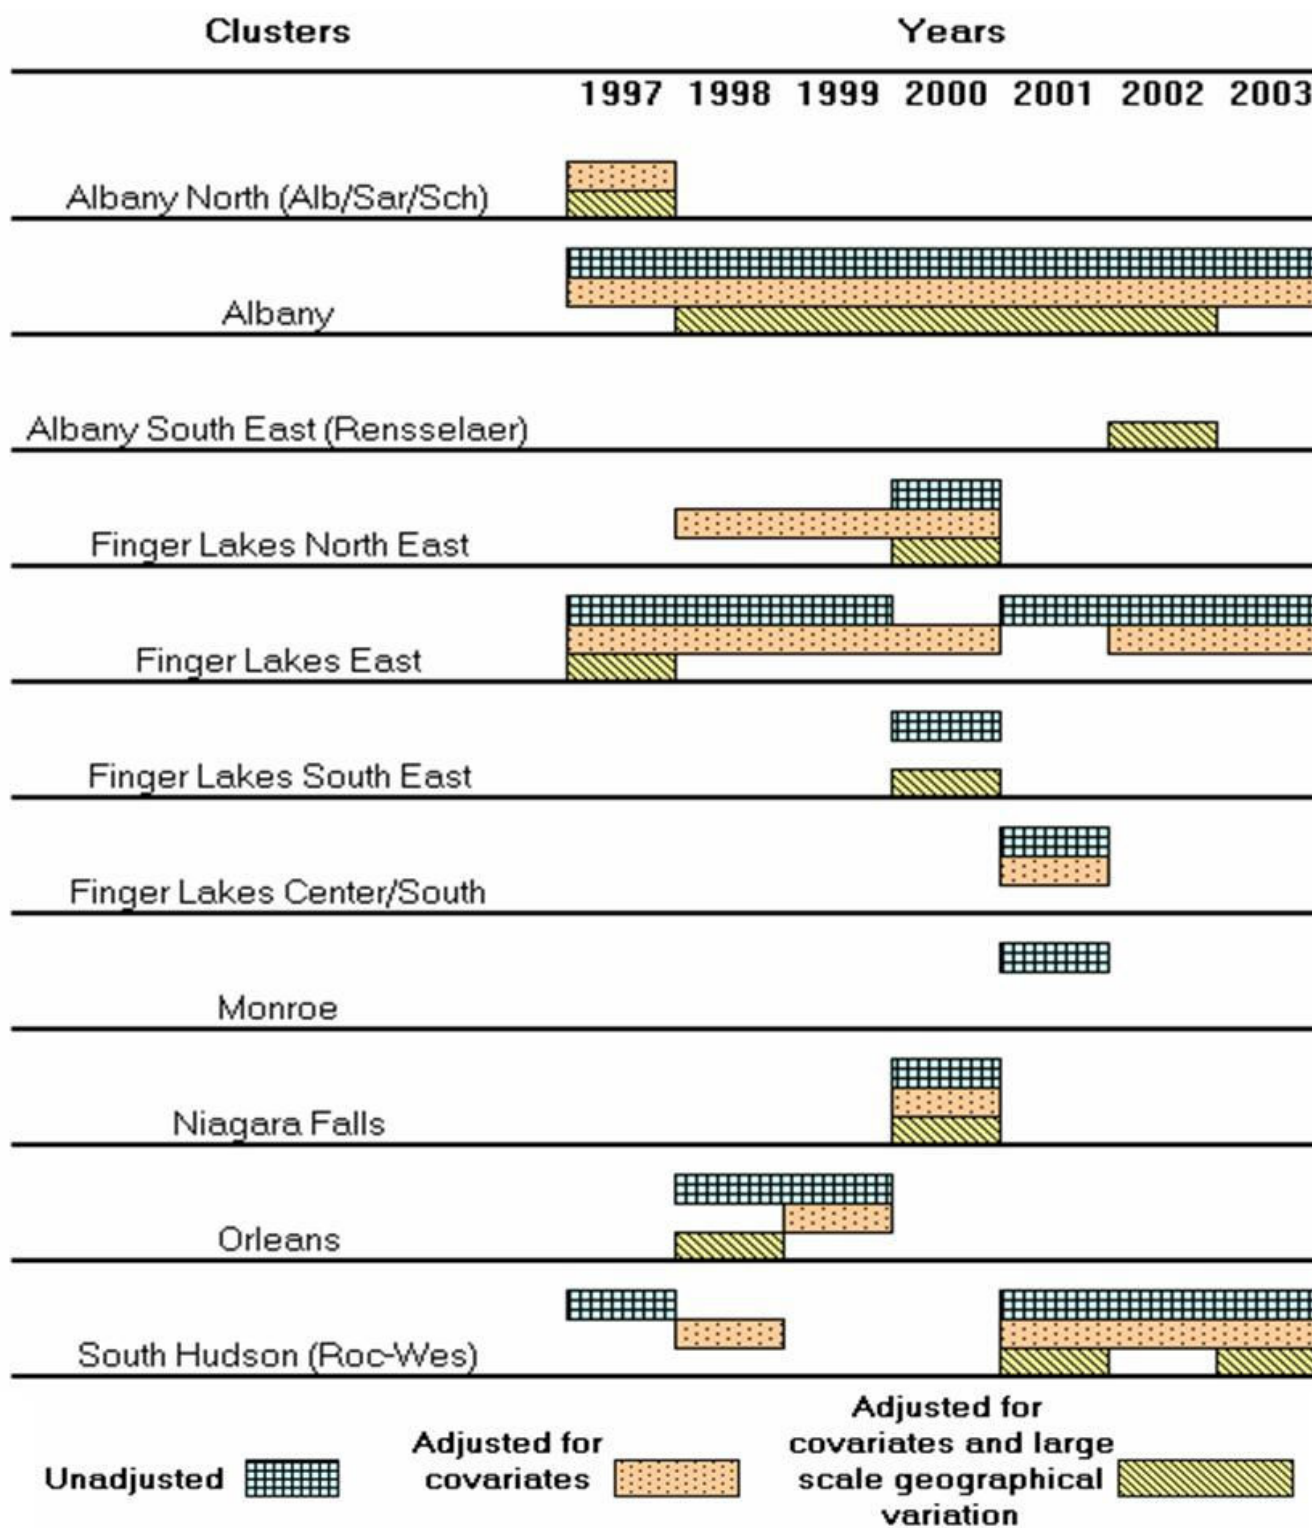 Clusters Years
1997 1998 1999 2000 2001 2002 2003
Albany North (Alb/Sar/Sch)
Albany
Albany South East (Rensselaer)
Finger Lakes North East
Finger Lakes East
Finger Lakes South East
Finger Lakes Center/South
Monroe
Niagara Falls
Orleans
South Hudson (Roc-Wes)
Unadjusted
Adjusted for
covariates
Adjusted for
covariates and large
scale geographical
variation